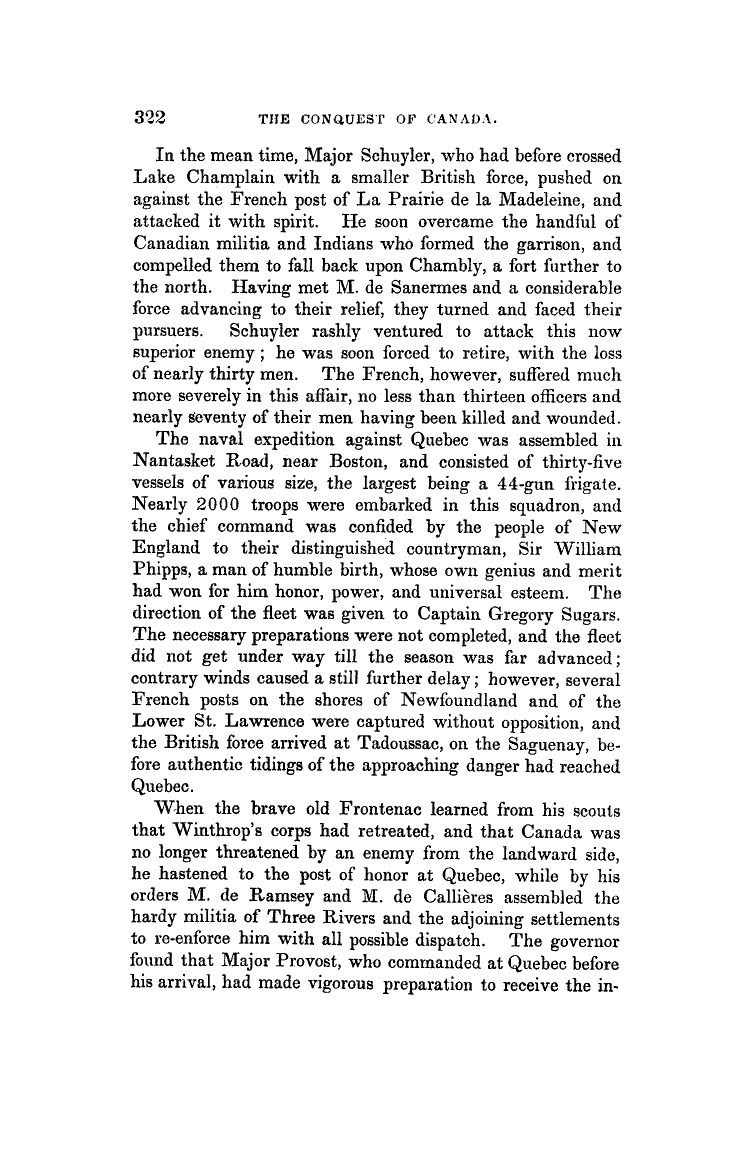 322 THE CONQUEST OF CANADA.
In the mean time, Major Schuyler, who had before crossed
Lake Champlain with a smaller British force, pushed on
against the French post of La Prairie de la Madeleine, and
attacked it with spirit. He soon overcame the handful of
Canadian militia and Indians who formed the garrison, and
compelled them to fall back upon Chambly, a fort further to
the north. Having met M. de Sanermes and a considerable
force advancing to their relief, they turned and faced their
pursuers. Schuyler rashly ventured to attack this now
superior enemy; he was soon forced to retire, with the loss
of nearly thirty men. The French, however, suffered much
more severely in this affair, no less than thirteen officers and
nearly seventy of their men having been killed and wounded.
The naval expedition against Quebec was assembled in
Nantasket Road, near Boston, and consisted of thirty-five
vessels of various size, the largest being a 44-gun frigate.
Nearly 2000 troops were embarked in this squadron, and
the chief command was confided by the people of New
England to their distinguished countryman, Sir William
Phipps, a man of humble birth, whose own genius and merit
had won for him honor, power, and universal esteem. The
direction of the fleet was given to Captain Gregory Sugars.
The necessary preparations were not completed, and the fleet
did not get under way till the season was far advanced;
contrary winds caused a still further delay; however, several
French posts on the shores of Newfoundland and of the
Lower St. Lawrence were captured without opposition, and
the British force arrived at Tadoussac, on the Saguenay, be-
fore authentic tidings of the approaching danger had reached
Quebec.
When the brave old Frontenac learned from his scouts
that Winthrop's corps had retreated, and that Canada was
no longer threatened by an enemy from the landward side,
he hastened to the post of honor at Quebec, while by his
orders M. de Ramsey and M. de Callières assembled the
hardy militia of Three Rivers and the adjoining settlements
to re-enforce him with all possible dispatch. The governor
found that Major Provost, who commanded at Quebec before
his arrival, had made vigorous preparation to receive the in-